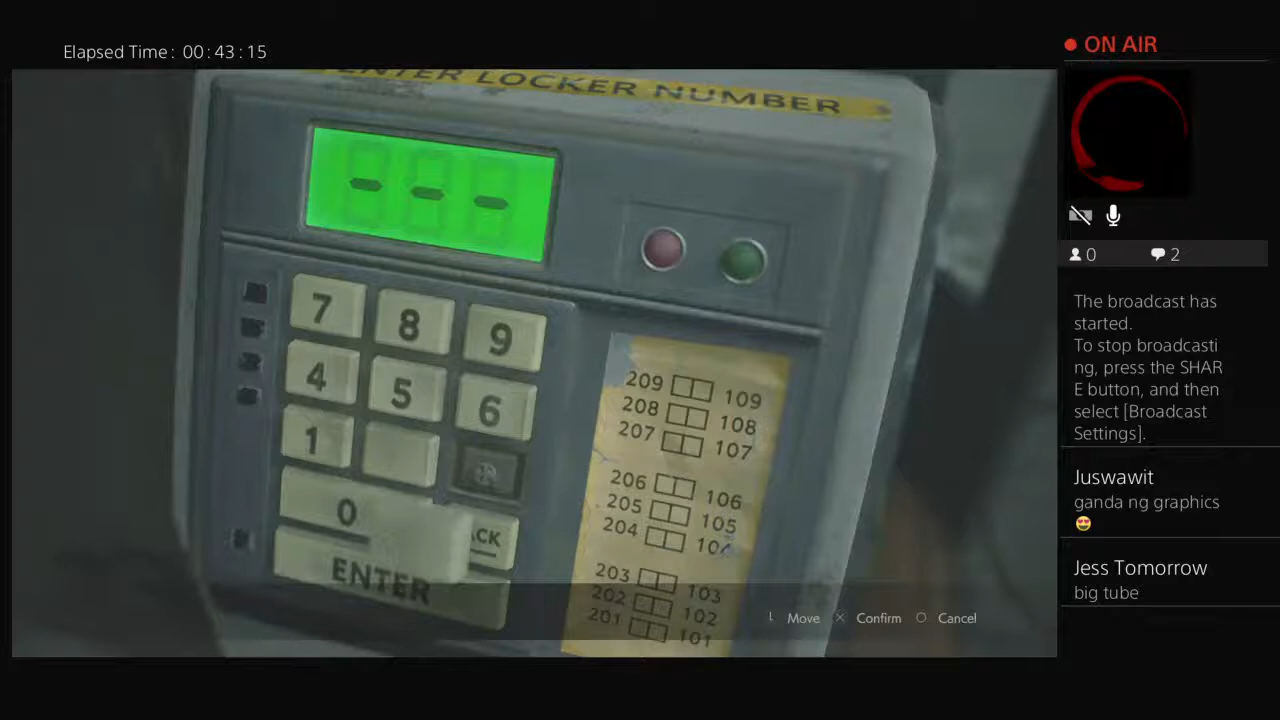 Elapsed Time: 00:43:15
ON AIR
ENTER LOCKER NUMBER
0
2
7
8
9
4
5
6
1
0
ENTER
209 109
208 108
207 107
206 106
205 105
204 104
203 103
202 102
201 101
Move
Confirm
Cancel
The broadcast has
started.
To stop broadcasti
ng, press the SHAR
E button, and then
select [Broadcast
Settings].
Juswawit
ganda ng graphics
😍
Jess Tomorrow
big tube